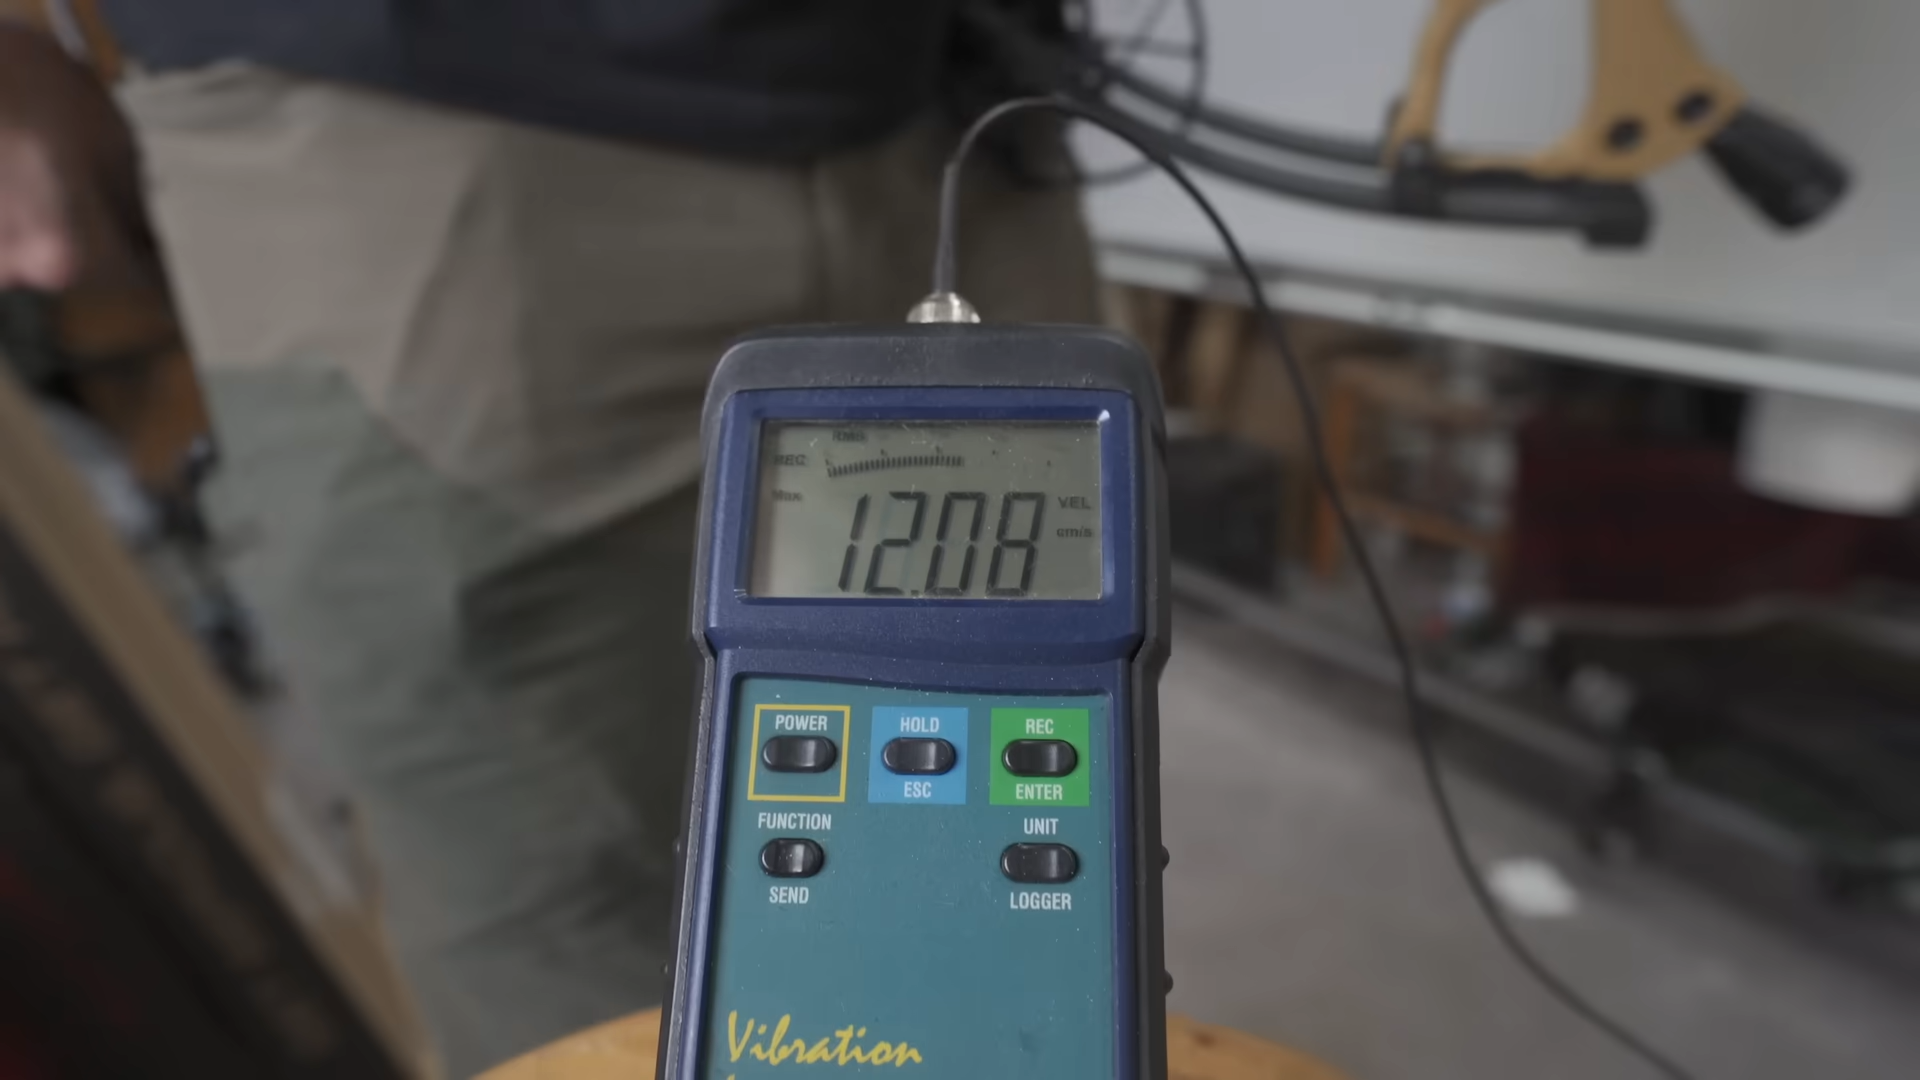 RMS
REC
Max
12.08
VEL
cm/s
POWER
HOLD
REC
ESC
ENTER
FUNCTION
UNIT
SEND
LOGGER
Vibration